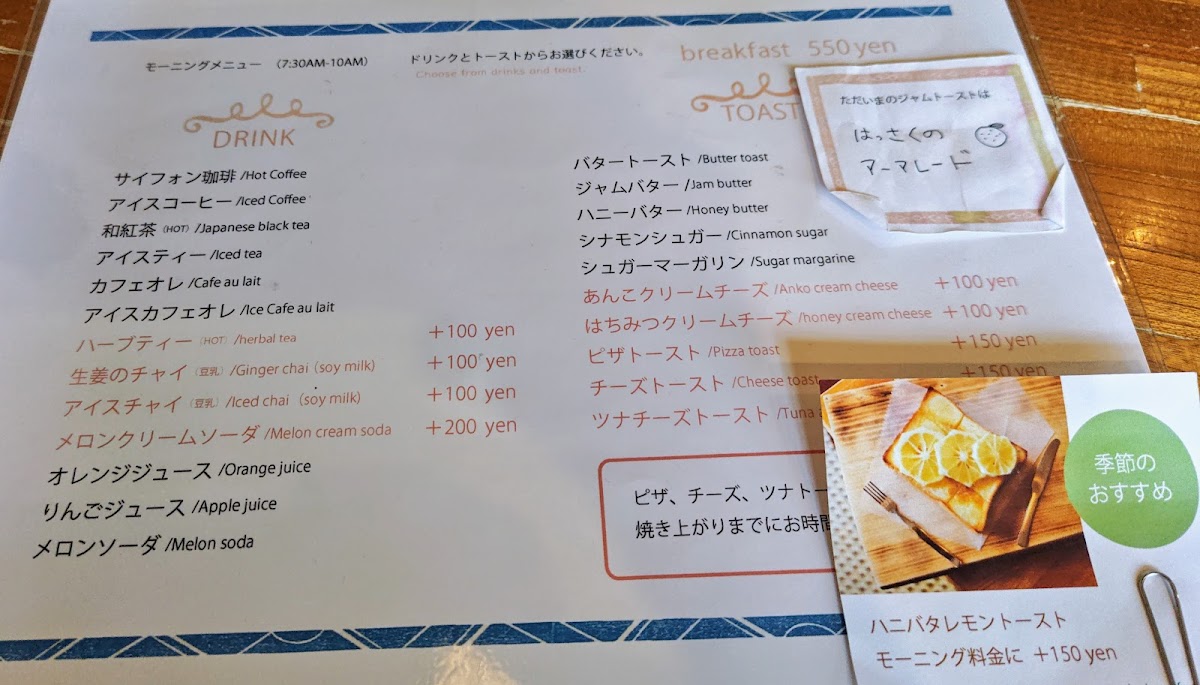 モーニングメニュー （7:30AM-10AM）
ドリンクとトーストからお選びください。
Choose from drinks and toast.
breakfast 550yen
DRINK
サイフォン珈琲 /Hot Coffee
アイスコーヒー /Iced Coffee
和紅茶（HOT）/Japanese black tea
アイスティー /Iced tea
カフェオレ /Cafe au lait
アイスカフェオレ /Ice Cafe au lait
ハーブティー（HOT）/herbal tea +100 yen
生姜のチャイ（豆乳）/Ginger chai (soy milk) +100 yen
アイスチャイ（豆乳）/Iced chai (soy milk) +100 yen
メロンクリームソーダ /Melon cream soda +200 yen
オレンジジュース /Orange juice
りんごジュース /Apple juice
メロンソーダ /Melon soda
TOAST
バタートースト /Butter toast
ジャムバター /Jam butter
ハニーバター /Honey butter
シナモンシュガー /Cinnamon sugar
シュガーマーガリン /Sugar margarine
あんこクリームチーズ /Anko cream cheese +100 yen
はちみつクリームチーズ /honey cream cheese +100 yen
ピザトースト /Pizza toast +150 yen
チーズトースト /Cheese toast +150 yen
ツナチーズトースト /Tuna
ピザ、チーズ、ツナトー
焼き上がりまでにお時間
ただいまのジャムトーストは
はっさくの
アーマレード
季節の
おすすめ
ハニバタレモントースト
モーニング料金に +150 yen